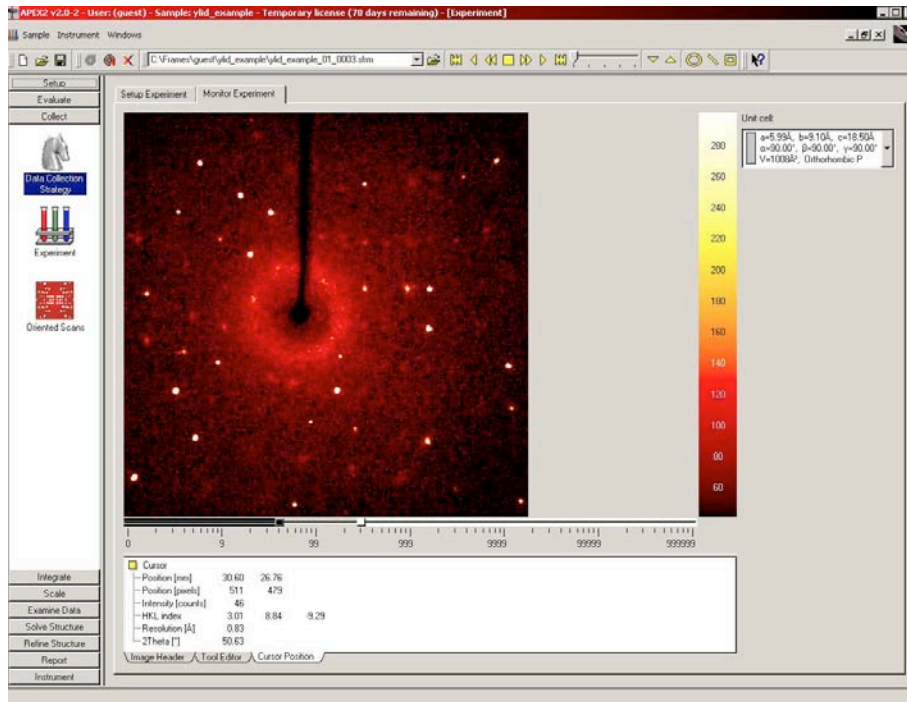 APEX2 v2.0-2 - User: (guest) - Sample: ylid_example - Temporary license (70 days remaining) - [Experiment]
Sample Instrument Windows
C:\Frames\guest\ylid_example\ylid_example_01_0003.sfrm
Setup
Evaluate
Collect
Data Collection
Strategy
Experiment
Oriented Scans
Integrate
Scale
Examine Data
Solve Structure
Refine Structure
Report
Instrument
Setup Experiment Monitor Experiment
280
260
240
220
200
180
160
140
120
100
80
60
Unit cell:
a=5.99Å, b=9.10Å, c=18.50Å
α=90.00°, β=90.00°, γ=90.00°
V=1008Å³, Orthorhombic P
0 9 99 999 9999 99999 999999
Cursor
Position [mm] 30.60 26.76
Position [pixels] 511 479
Intensity [counts] 46
HKL index 3.01 8.84 -9.29
Resolution [Å] 0.83
2Theta [°] 50.63
Image Header Tool Editor Cursor Position